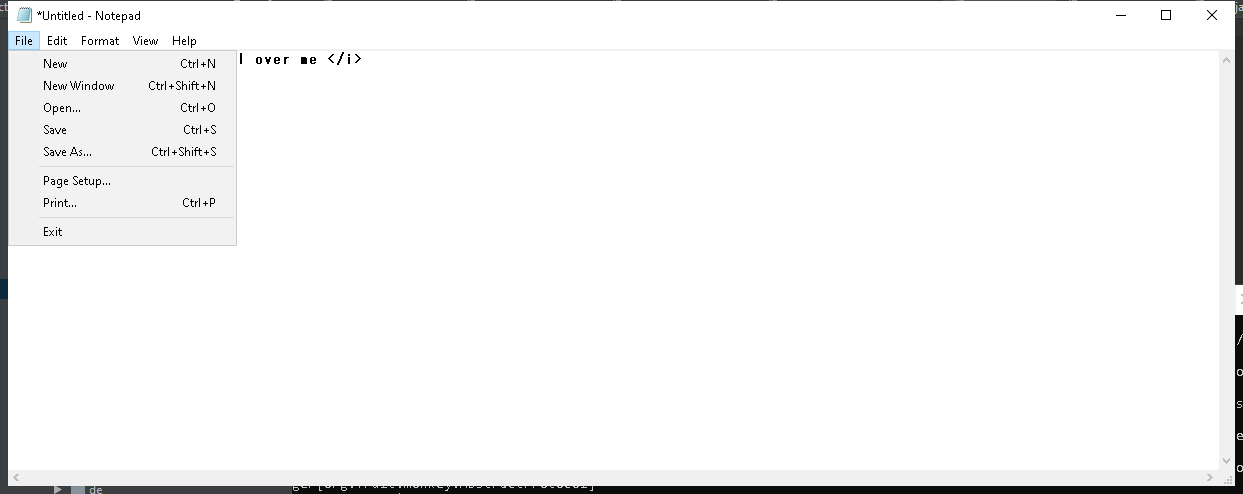 *Untitled - Notepad
File Edit Format View Help
over me </i>
New Ctrl+N
New Window Ctrl+Shift+N
Open... Ctrl+O
Save Ctrl+S
Save As... Ctrl+Shift+S
Page Setup...
Print... Ctrl+P
Exit
de